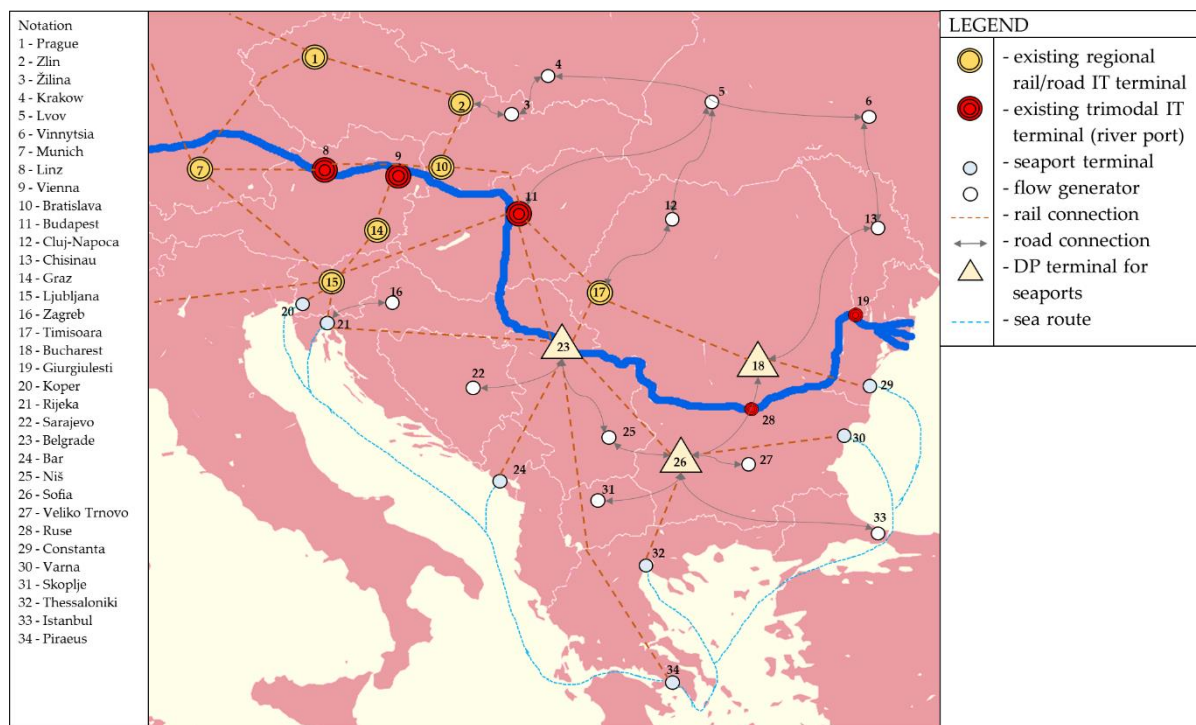 Notation
1 - Prague
2 - Zlin
3 - Žilina
4 - Krakow
5 - Lvov
6 - Vinnytsia
7 - Munich
8 - Linz
9 - Vienna
10 - Bratislava
11 - Budapest
12 - Cluj-Napoca
13 - Chisinau
14 - Graz
15 - Ljubljana
16 - Zagreb
17 - Timisoara
18 - Bucharest
19 - Giurgiulesti
20 - Koper
21 - Rijeka
22 - Sarajevo
23 - Belgrade
24 - Bar
25 - Niš
26 - Sofia
27 - Veliko Trnovo
28 - Ruse
29 - Constanta
30 - Varna
31 - Skoplje
32 - Thessaloniki
33 - Istanbul
34 - Piraeus
1
4
5
2
3
6
7
8
9
10
11
12
13
14
15
16
17
19
20
21
23
18
22
29
28
25
30
26
27
24
31
33
32
34
LEGEND
- existing regional
rail/road IT terminal
- existing trimodal IT
terminal (river port)
- seaport terminal
- flow generator
- rail connection
- road connection
- DP terminal for
seaports
- sea route